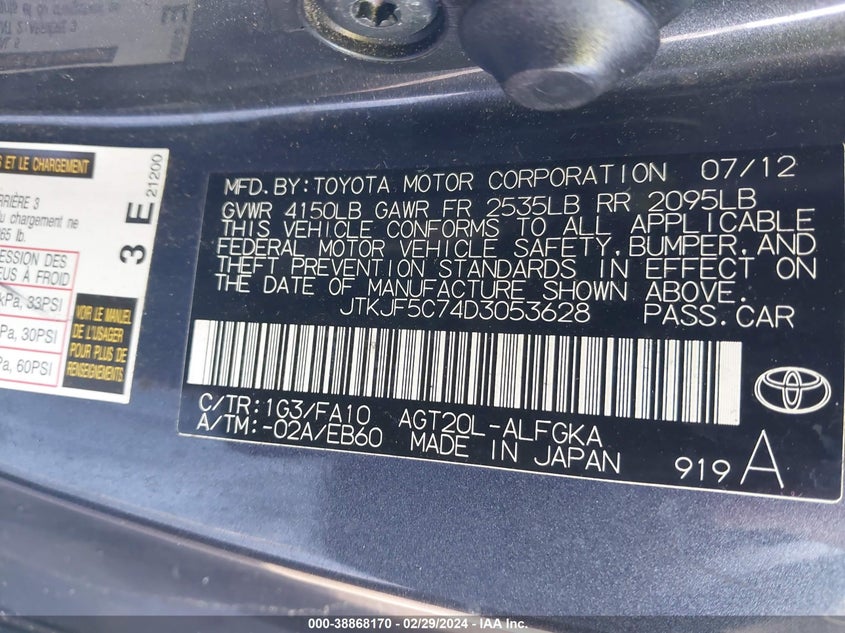 S ET LE CHARGEMENT
RRIÈRE 3
du chargement ne
65 lb.
3 E
21200
ESSION DES
EUS À FROID
kPa, 33PSI
Pa, 30PSI
Pa, 60PSI
VOIR LE MANUEL
DE L'USAGER
POUR PLUS DE
RENSEIGNEMENTS
MFD. BY: TOYOTA MOTOR CORPORATION 07/12
GVWR 4150LB GAWR FR 2535LB RR 2095LB
THIS VEHICLE CONFORMS TO ALL APPLICABLE
FEDERAL MOTOR VEHICLE SAFETY, BUMPER, AND
THEFT PREVENTION STANDARDS IN EFFECT ON
THE DATE OF MANUFACTURE SHOWN ABOVE.
JTKJF5C74D3053628 PASS.CAR
C/TR: 1G3/FA10 AGT20L-ALFGKA
A/TM: -02A/EB60 MADE IN JAPAN
919 A
000-38868170 - 02/29/2024 - IAA Inc.